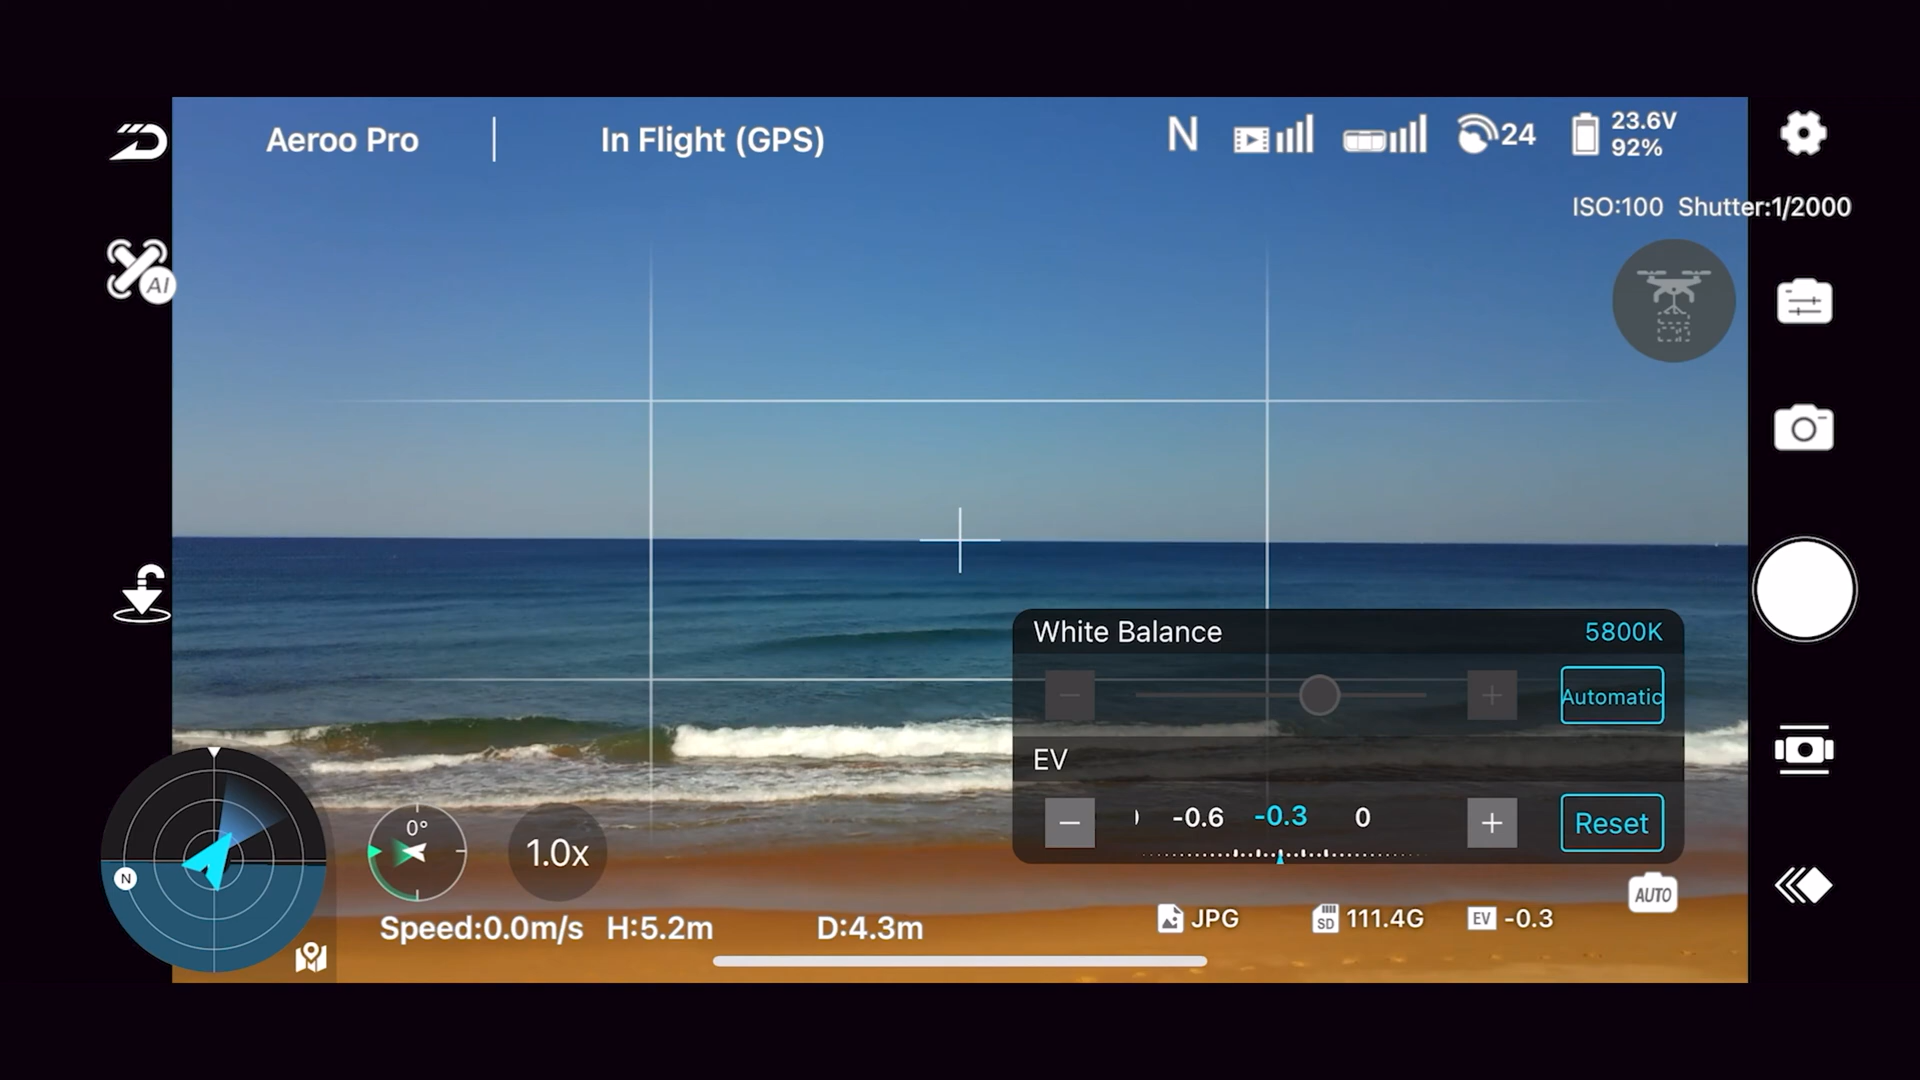 Aeroo Pro
In Flight (GPS)
N
24
23.6V
92%
ISO:100 Shutter:1/2000
AI
White Balance 5800K
Automatic
EV
-0.6 -0.3 0
Reset
AUTO
N
0°
1.0x
Speed:0.0m/s H:5.2m D:4.3m
JPG
SD 111.4G
EV -0.3